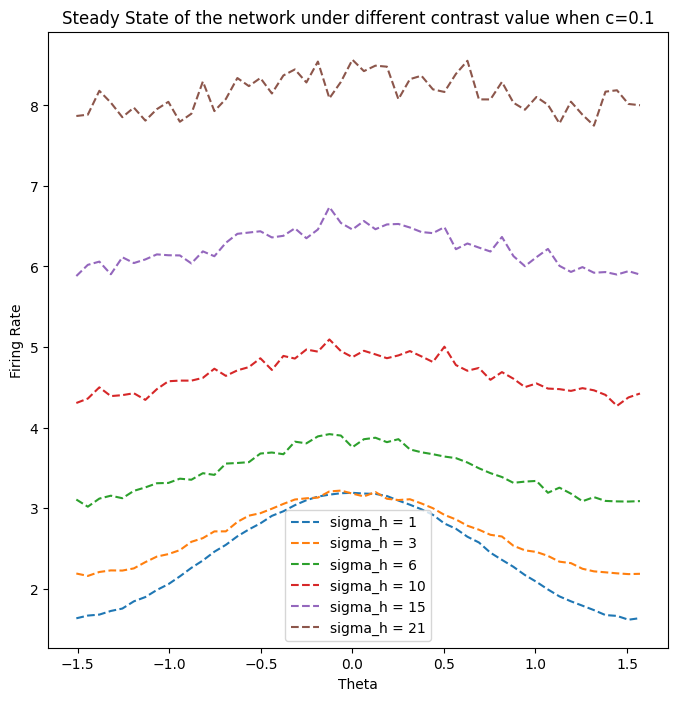 Steady State of the network under different contrast value when c=0.1
Firing Rate
8
7
6
5
4
3
2
sigma_h = 1
sigma_h = 3
sigma_h = 6
sigma_h = 10
sigma_h = 15
sigma_h = 21
−1.5 −1.0 −0.5 0.0 0.5 1.0 1.5
Theta